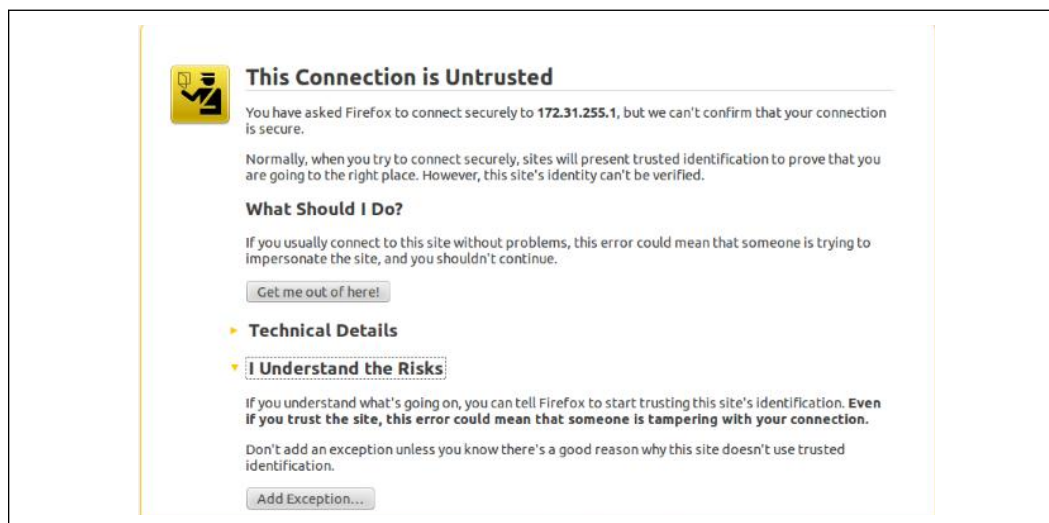 This Connection is Untrusted
You have asked Firefox to connect securely to 172.31.255.1, but we can't confirm that your connection
is secure.
Normally, when you try to connect securely, sites will present trusted identification to prove that you
are going to the right place. However, this site's identity can't be verified.
What Should I Do?
If you usually connect to this site without problems, this error could mean that someone is trying to
impersonate the site, and you shouldn't continue.
Get me out of here!
Technical Details
I Understand the Risks
If you understand what's going on, you can tell Firefox to start trusting this site's identification. Even
if you trust the site, this error could mean that someone is tampering with your connection.
Don't add an exception unless you know there's a good reason why this site doesn't use trusted
identification.
Add Exception...